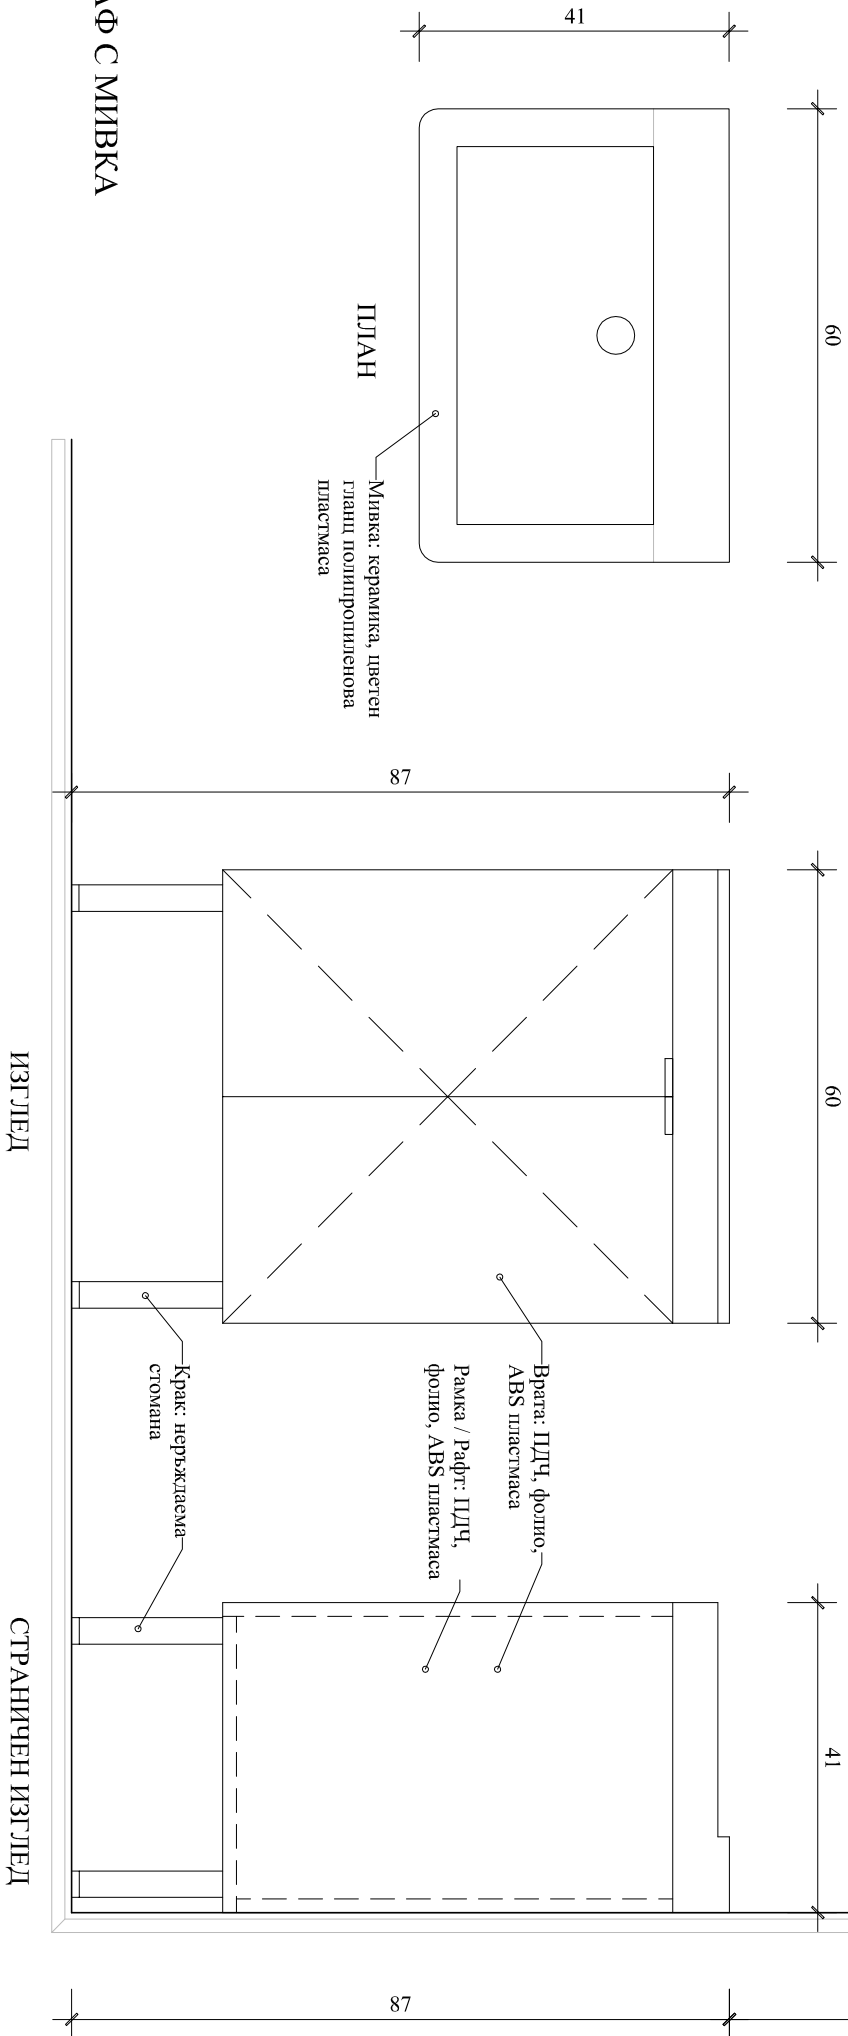 АФ С МИВКА
41
60
ПЛАН
Мивка: керамика, цветен
гланц полипропиленова
пластмаса
87
60
ИЗГЛЕД
Врата: ПДЧ, фолио,
ABS пластмаса
Рамка / Рафт: ПДЧ,
фолио, ABS пластмаса
Крак: неръждаема
стомана
41
СТРАНИЧЕН ИЗГЛЕД
87